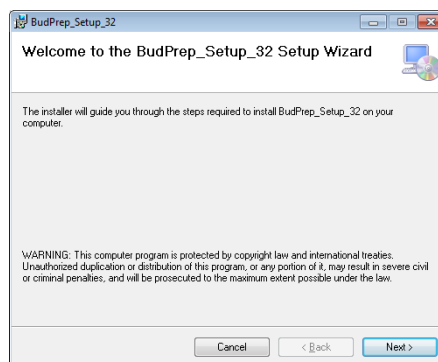 BudPrep_Setup_32
Welcome to the BudPrep_Setup_32 Setup Wizard
The installer will guide you through the steps required to install BudPrep_Setup_32 on your
computer.
WARNING: This computer program is protected by copyright law and international treaties.
Unauthorized duplication or distribution of this program, or any portion of it, may result in severe civil
or criminal penalties, and will be prosecuted to the maximum extent possible under the law.
Cancel
< Back
Next >